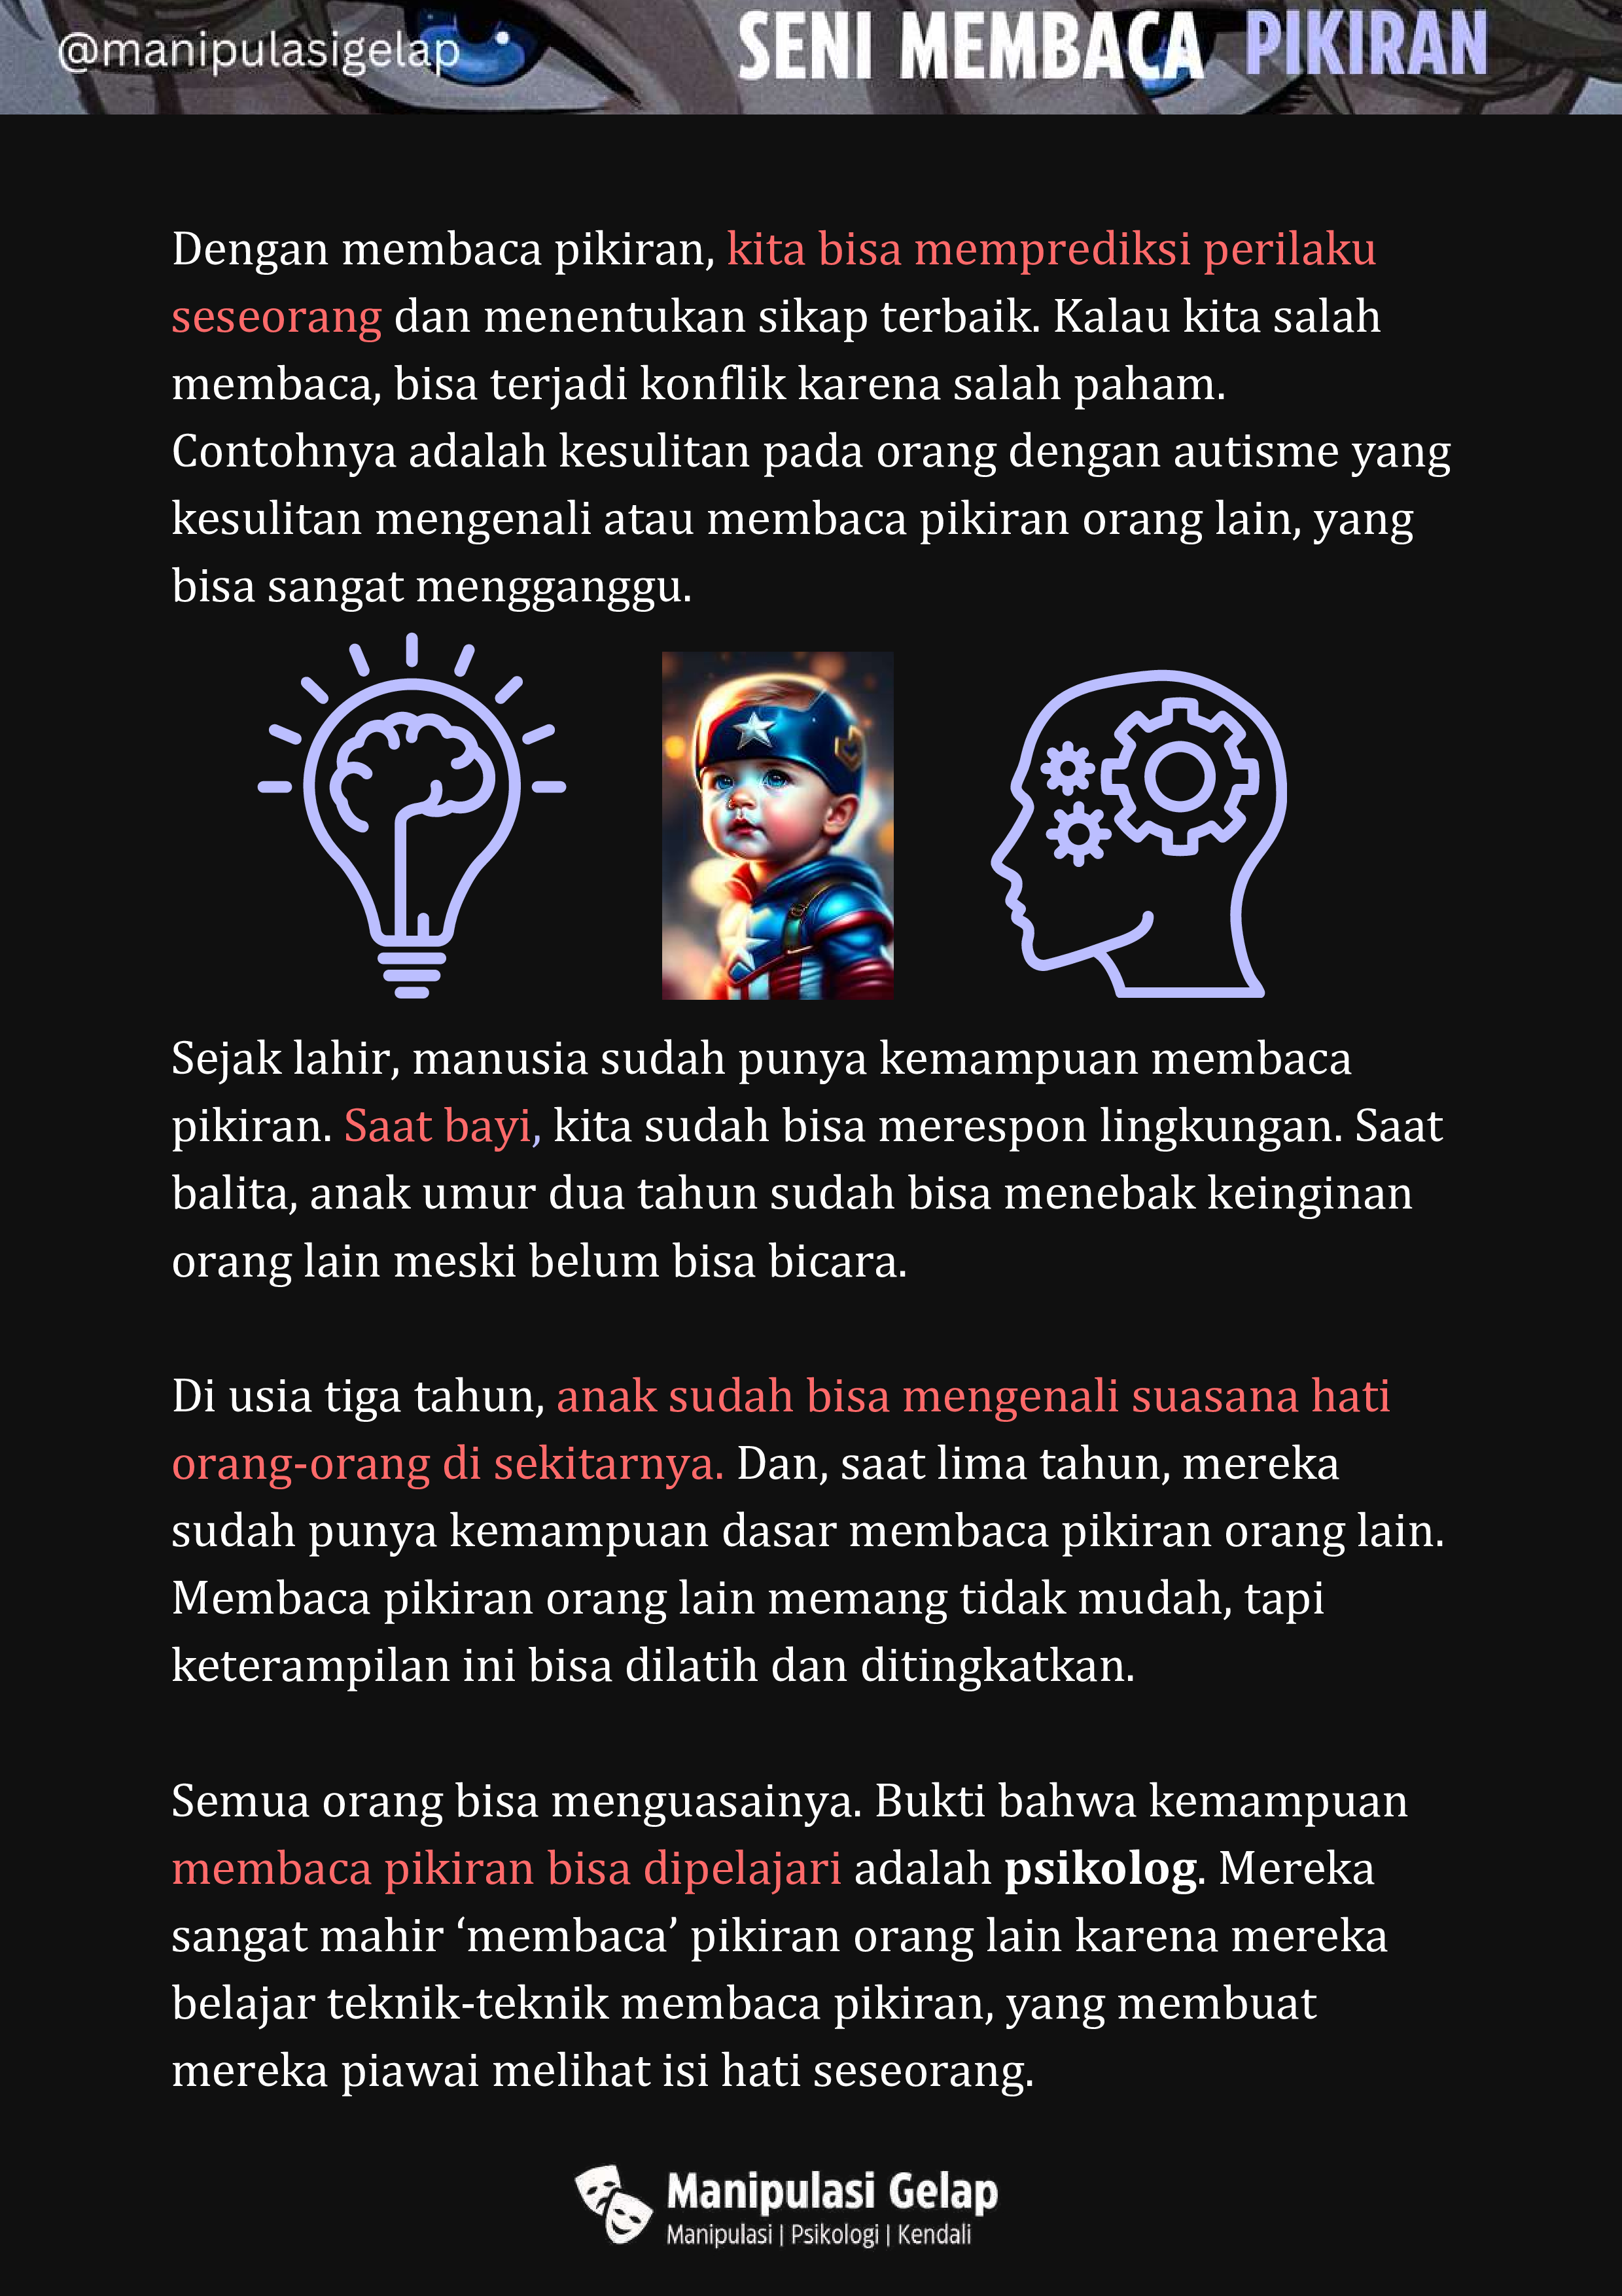 @manipulasigelap
SENI MEMBACA PIKIRAN
Dengan membaca pikiran, kita bisa memprediksi perilaku
seseorang dan menentukan sikap terbaik. Kalau kita salah
membaca, bisa terjadi konflik karena salah paham.
Contohnya adalah kesulitan pada orang dengan autisme yang
kesulitan mengenali atau membaca pikiran orang lain, yang
bisa sangat mengganggu.
Sejak lahir, manusia sudah punya kemampuan membaca
pikiran. Saat bayi, kita sudah bisa merespon lingkungan. Saat
balita, anak umur dua tahun sudah bisa menebak keinginan
orang lain meski belum bisa bicara.
Di usia tiga tahun, anak sudah bisa mengenali suasana hati
orang-orang di sekitarnya. Dan, saat lima tahun, mereka
sudah punya kemampuan dasar membaca pikiran orang lain.
Membaca pikiran orang lain memang tidak mudah, tapi
keterampilan ini bisa dilatih dan ditingkatkan.
Semua orang bisa menguasainya. Bukti bahwa kemampuan
membaca pikiran bisa dipelajari adalah psikolog. Mereka
sangat mahir ‘membaca’ pikiran orang lain karena mereka
belajar teknik-teknik membaca pikiran, yang membuat
mereka piawai melihat isi hati seseorang.
Manipulasi Gelap
Manipulasi | Psikologi | Kendali